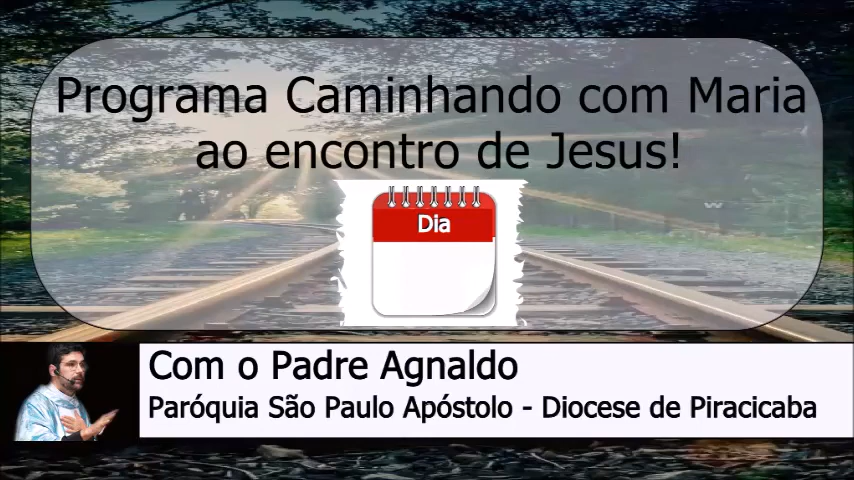 Programa Caminhando com Maria
ao encontro de Jesus!
Dia
Com o Padre Agnaldo
Paróquia São Paulo Apóstolo - Diocese de Piracicaba